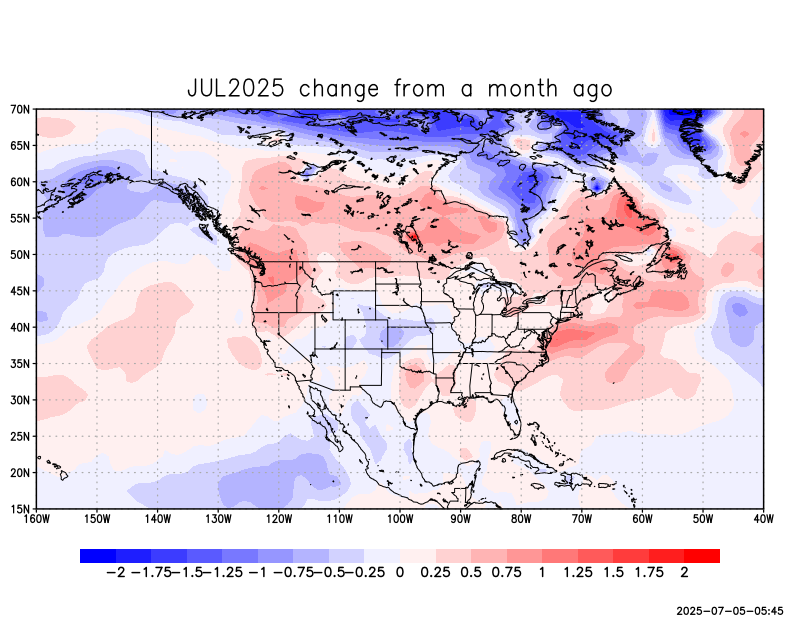 JUL2025 change from a month ago
70N
65N
60N
55N
50N
45N
40N
35N
30N
25N
20N
15N
160W 150W 140W 130W 120W 110W 100W 90W 80W 70W 60W 50W 40W
−2 −1.75 −1.5 −1.25 −1 −0.75 −0.5 −0.25 0 0.25 0.5 0.75 1 1.25 1.5 1.75 2
2025-07-05-05:45